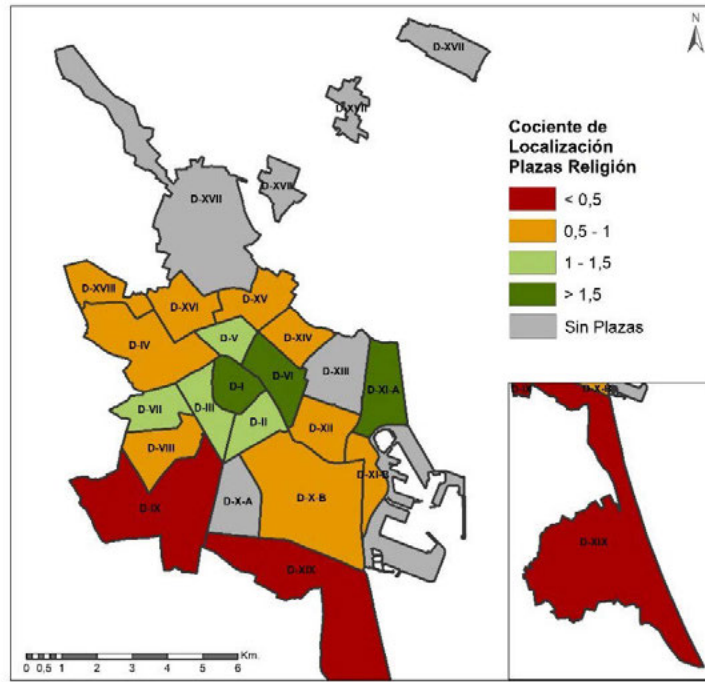 N
D-XVII
D-XVII
D-XVII
D-XVII
Cociente de
Localización
Plazas Religión
< 0,5
0,5 - 1
1 - 1,5
> 1,5
Sin Plazas
D-XVIII
D-XVI
D-XV
D-IV
D-V
D-XIV
D-XIII
D-I
D-VI
D-XI-A
D-VII
D-III
D-II
D-XII
D-VIII
D-XI-B
D-IX
D-X-A
D-X-B
D-XIX
D-XIX
Km.
0 0,5 1 2 3 4 5 6